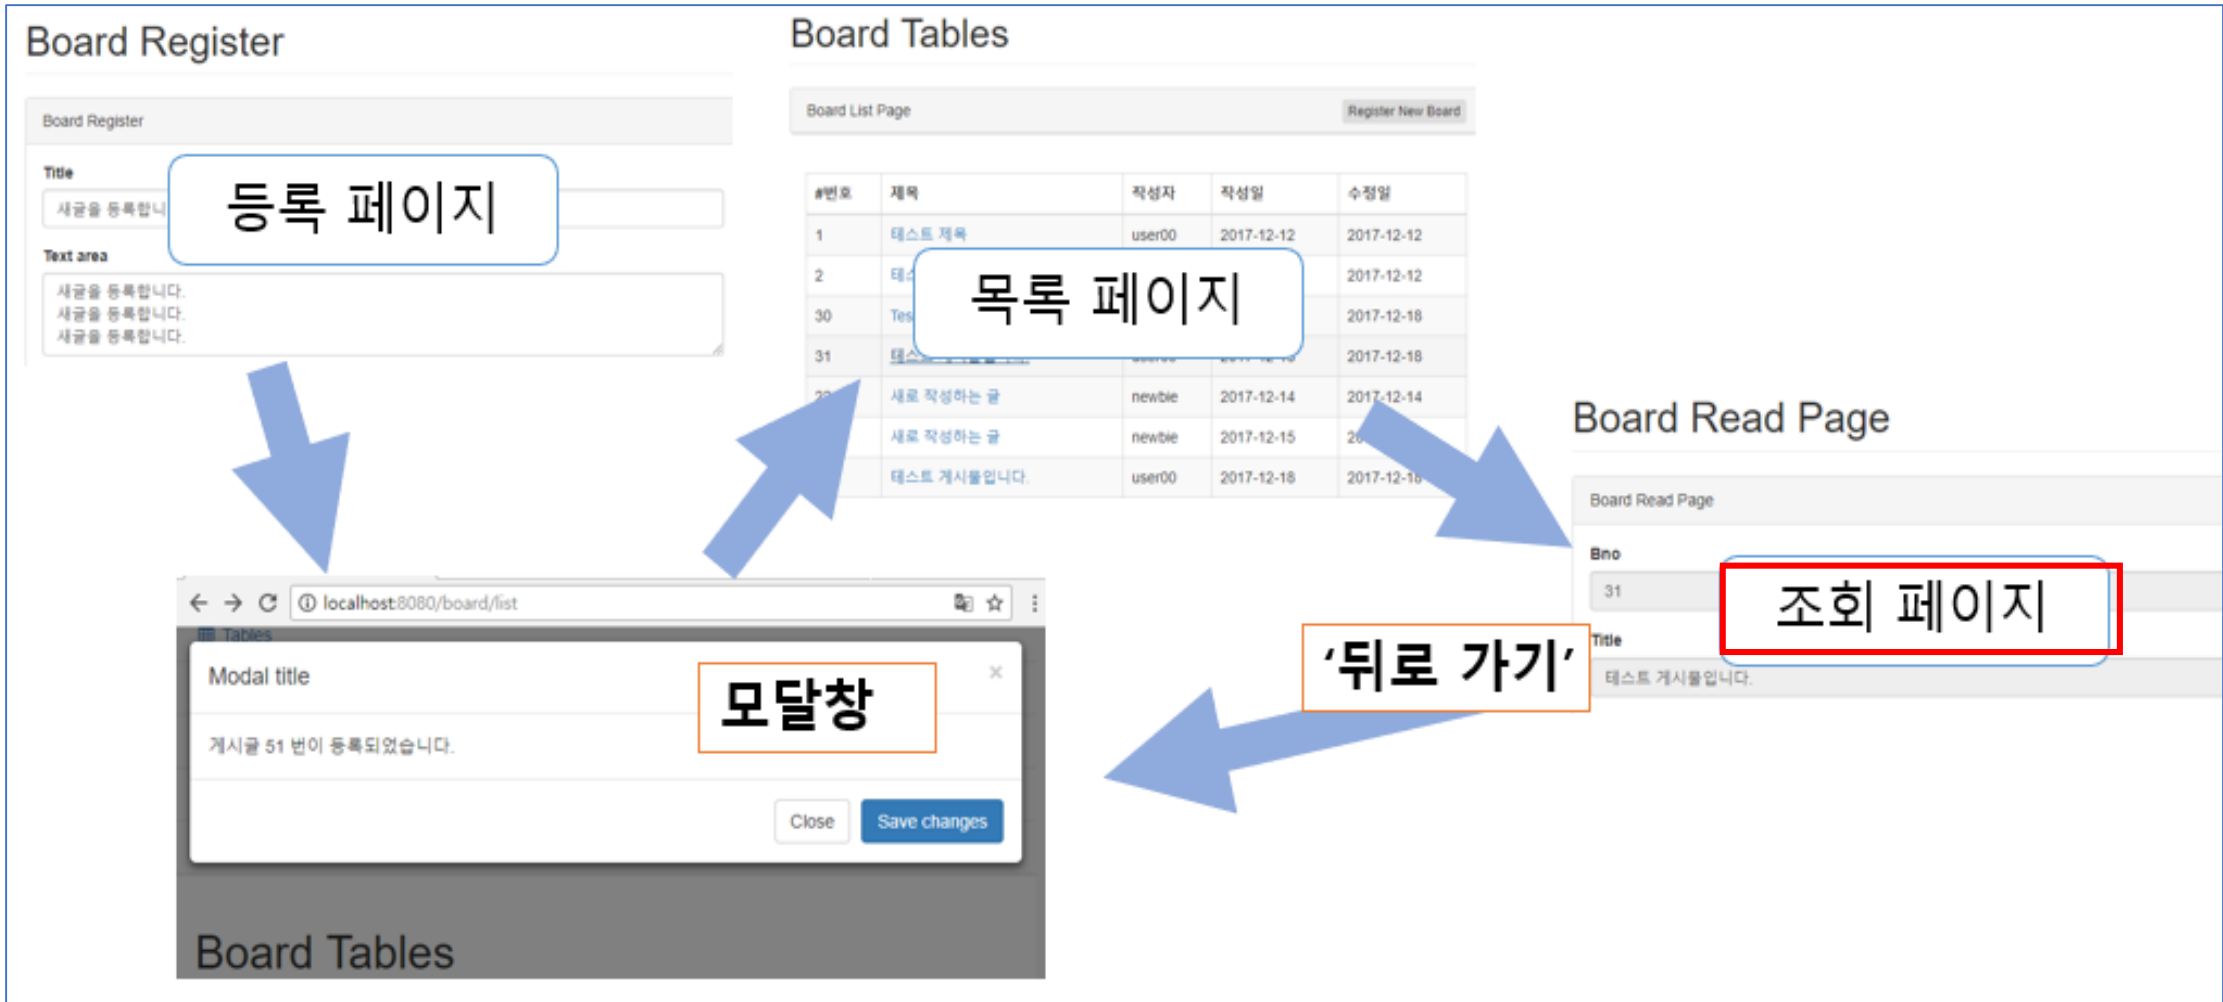 Board Register
Board Register
Title
새글을 등록합니
등록 페이지
Text area
새글을 등록합니다.
새글을 등록합니다.
새글을 등록합니다.
Board Tables
Board List Page
Register New Board
#번호 제목 작성자 작성일 수정일
1 테스트 제목 user00 2017-12-12 2017-12-12
2 2017-12-12
목록 페이지
30 2017-12-18
31 2017-12-18
새로 작성하는 글 newbie 2017-12-14 2017-12-14
새로 작성하는 글 newbie 2017-12-15
테스트 게시물입니다. user00 2017-12-18 2017-12-18
Board Read Page
Board Read Page
Bno
31
조회 페이지
Title
테스트 게시물입니다.
'뒤로 가기'
localhost:8080/board/list
Tables
Modal title ×
모달창
게시글 51 번이 등록되었습니다.
Close Save changes
Board Tables